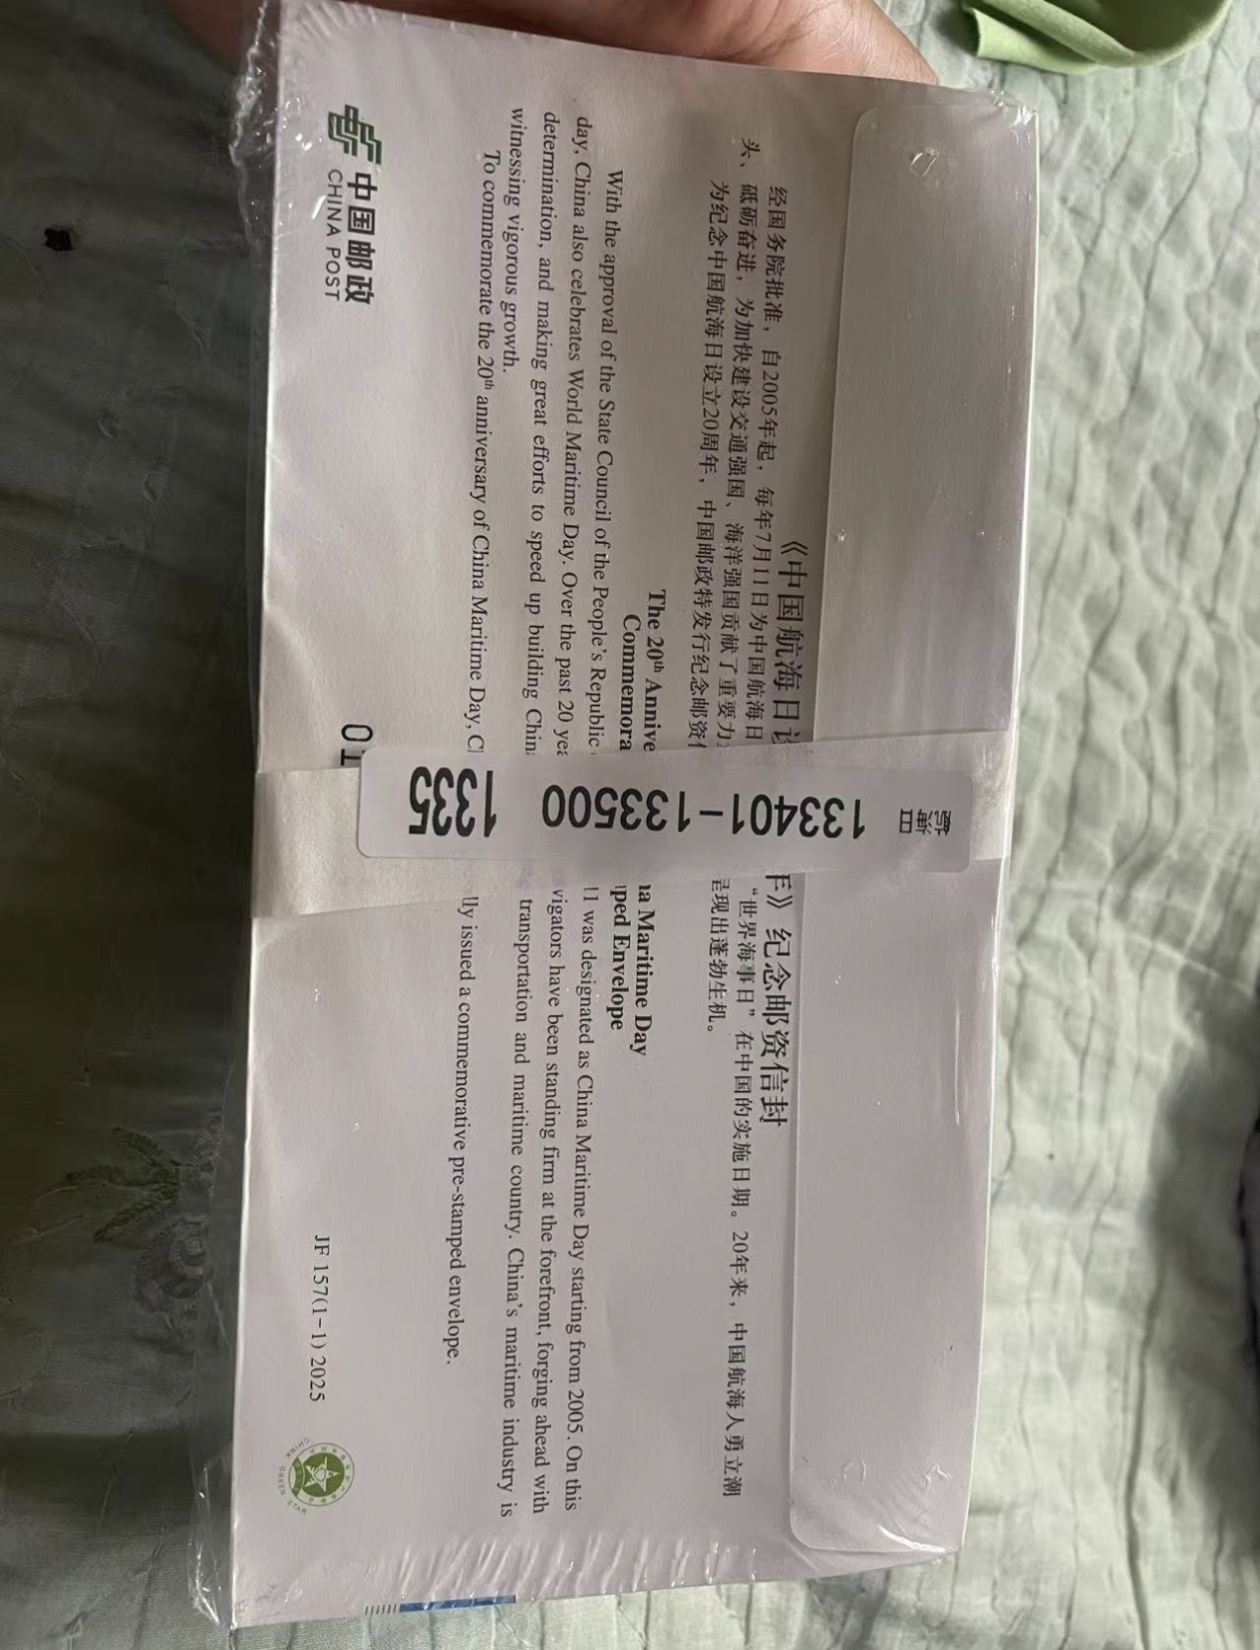 《中国航海日设
年》纪念邮资信封
经国务院批准，自2005年起，每年7月11日为中国航海日
“世界海事日”在中国的实施日期。20年来，中国航海人勇立潮
头、砥砺奋进，为加快建设交通强国、海洋强国贡献了重要力
呈现出蓬勃生机。
为纪念中国航海日设立20周年，中国邮政特发行纪念邮资
The 20th Annive
na Maritime Day
Commemora
ped Envelope
With the approval of the State Council of the People's Republic
11 was designated as China Maritime Day starting from 2005. On this
day, China also celebrates World Maritime Day. Over the past 20 yea
vigators have been standing firm at the forefront, forging ahead with
determination, and making great efforts to speed up building Chin
transportation and maritime country. China's maritime industry is
witnessing vigorous growth.
To commemorate the 20th anniversary of China Maritime Day, C
lly issued a commemorative pre-stamped envelope.
中国邮政
CHINA POST
JF 157(1-1) 2025
CHINA GREEN STAR
133401-133500
1335
01